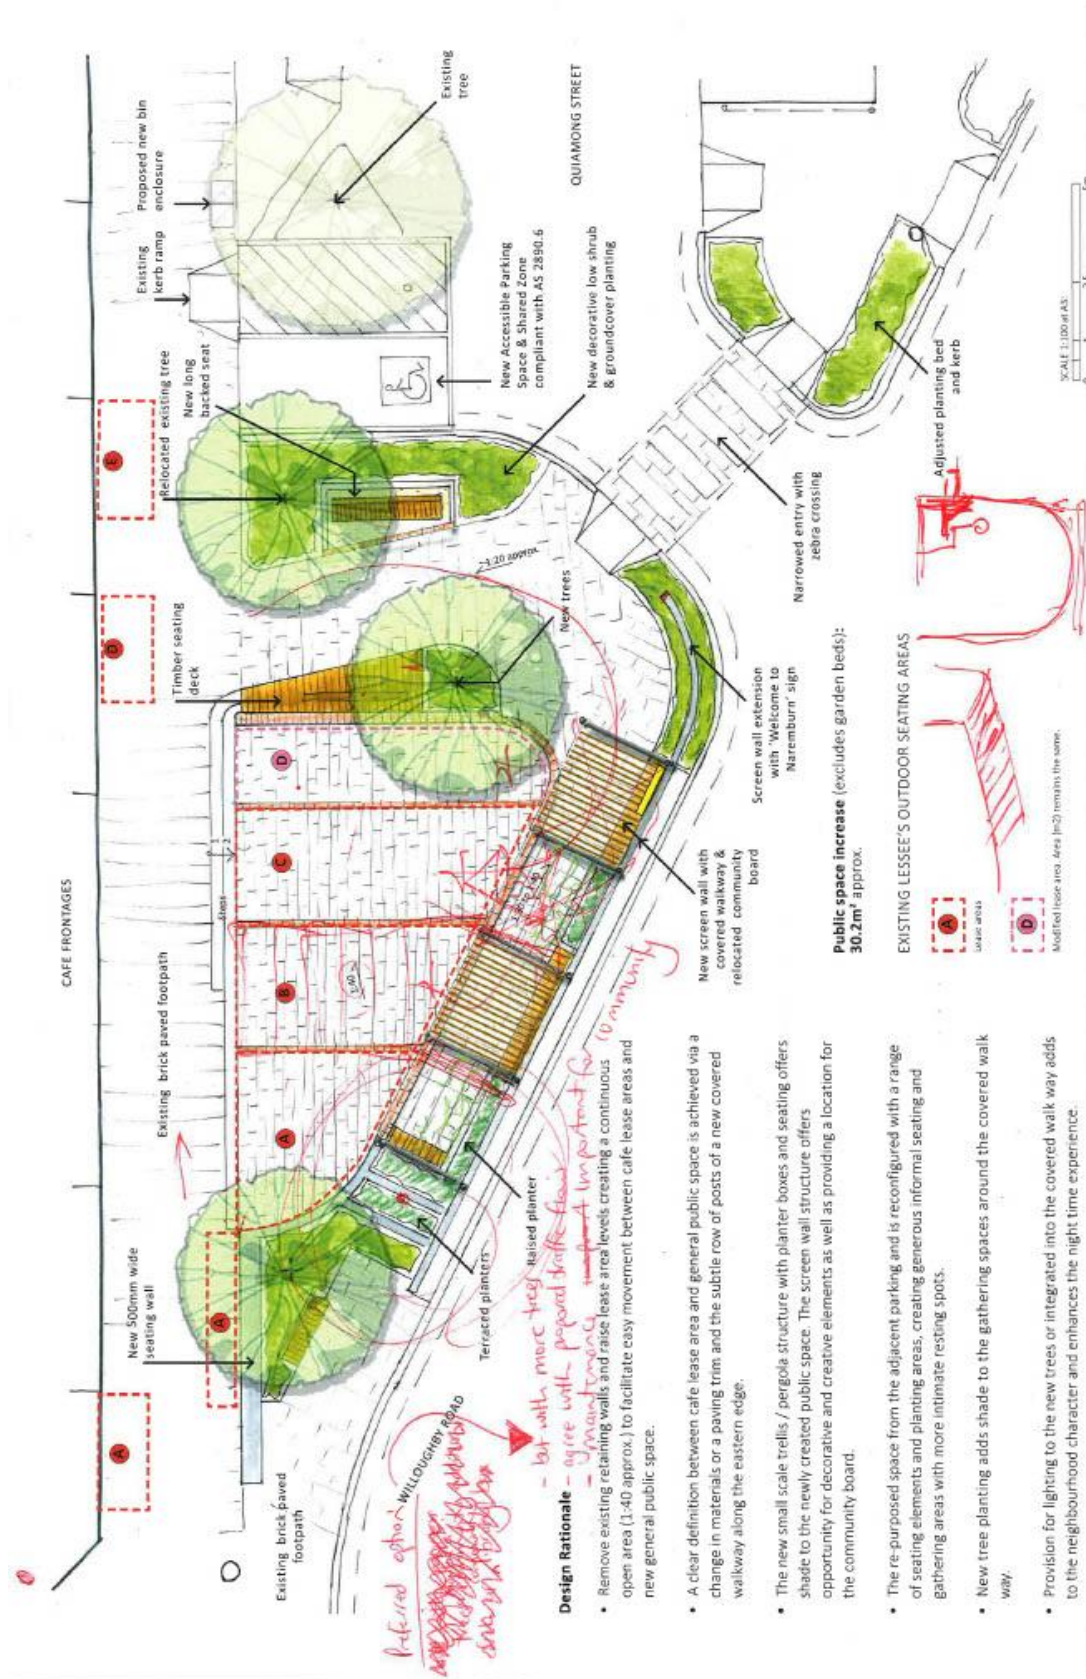 CAFE FRONTAGES
A
A
New 500mm wide
seating wall
Existing brick paved footpath
Existing brick paved
footpath
Steps
1
2
A
B
C
D
1:40
Timber seating
deck
D
E
Relocated existing tree
New long
backed seat
Existing
kerb ramp
Proposed new bin
enclosure
Existing
tree
QUIAMONG STREET
New Accessible Parking
Space & Shared Zone
compliant with AS 2890.6
New decorative low shrub
& groundcover planting
~1:20 approx.
New trees
Narrowed entry with
zebra crossing
Adjusted planting bed
and kerb
SCALE 1:100 at A3:
Screen wall extension
with 'Welcome to
Naremburn' sign
New screen wall with
covered walkway &
relocated community
board
Raised planter
Terraced planters
WILLOUGHBY ROAD
Preferred option
- but with more trees
- agree with
- maintenance
Important for community
Public space increase (excludes garden beds):
30.2m² approx.
EXISTING LESSEE'S OUTDOOR SEATING AREAS
A
Lease areas
D
Modified lease area. Area (m2) remains the same.
Design Rationale
• Remove existing retaining walls and raise lease area levels creating a continuous
open area (1:40 approx.) to facilitate easy movement between cafe lease areas and
new general public space.
• A clear definition between cafe lease area and general public space is achieved via a
change in materials or a paving trim and the subtle row of posts of a new covered
walkway along the eastern edge.
• The new small scale trellis / pergola structure with planter boxes and seating offers
shade to the newly created public space. The screen wall structure offers
opportunity for decorative and creative elements as well as providing a location for
the community board.
• The re-purposed space from the adjacent parking and is reconfigured with a range
of seating elements and planting areas, creating generous informal seating and
gathering areas with more intimate resting spots.
• New tree planting adds shade to the gathering spaces around the covered walk
way.
• Provision for lighting to the new trees or integrated into the covered walk way adds
to the neighbourhood character and enhances the night time experience.